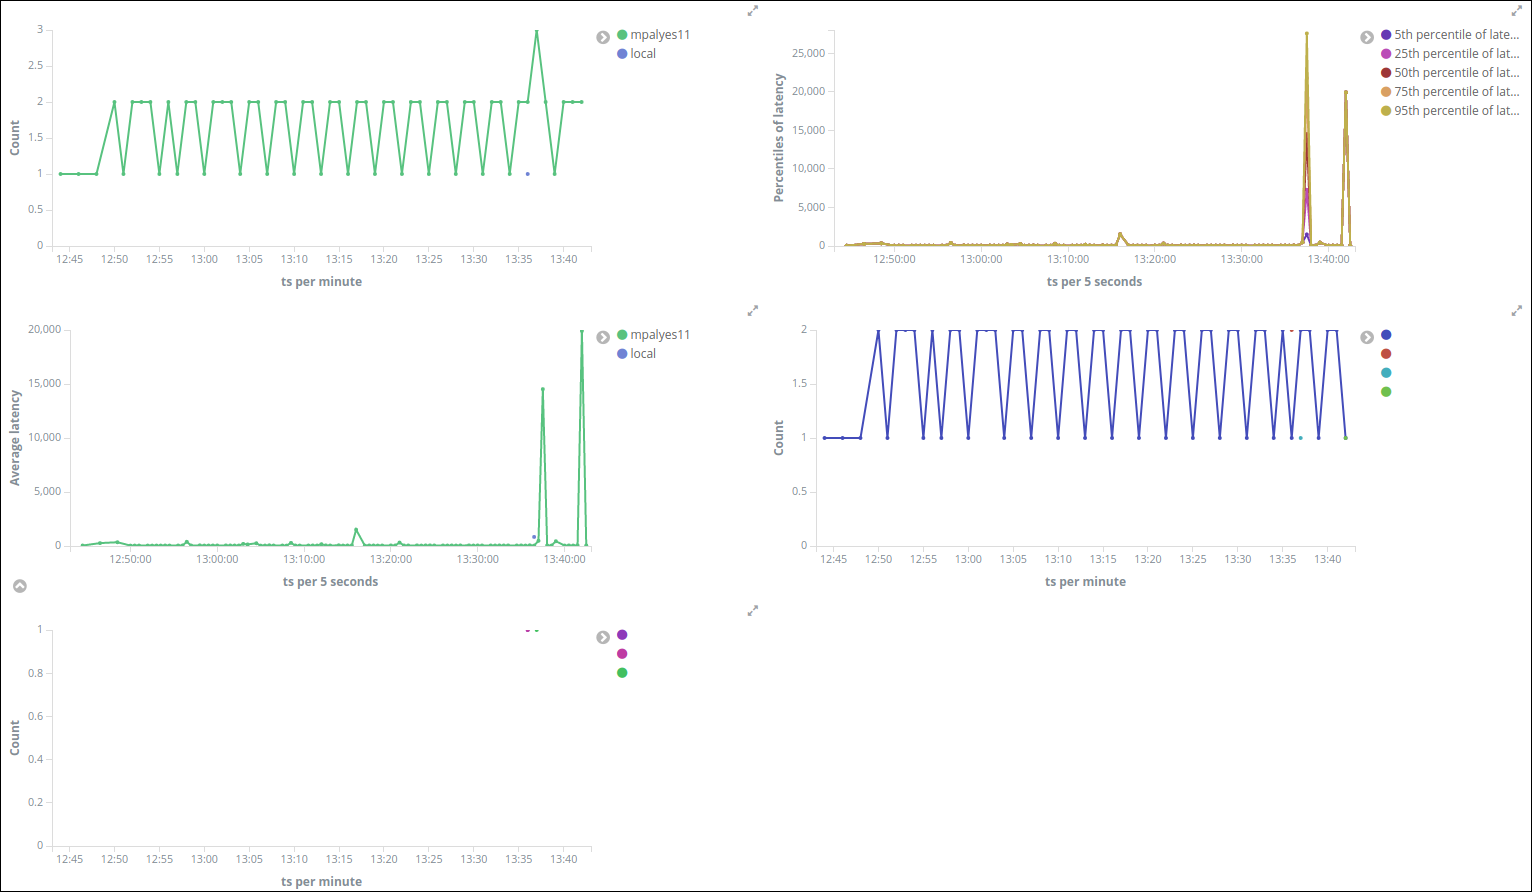 3
2.5
2
1.5
1
0.5
0
Count
12:45 12:50 12:55 13:00 13:05 13:10 13:15 13:20 13:25 13:30 13:35 13:40
ts per minute
mpalyes11
local
25,000
20,000
15,000
10,000
5,000
0
Percentiles of latency
12:50:00 13:00:00 13:10:00 13:20:00 13:30:00 13:40:00
ts per 5 seconds
5th percentile of late...
25th percentile of lat...
50th percentile of lat...
75th percentile of lat...
95th percentile of lat...
20,000
15,000
10,000
5,000
0
Average latency
12:50:00 13:00:00 13:10:00 13:20:00 13:30:00 13:40:00
ts per 5 seconds
mpalyes11
local
2
1.5
1
0.5
0
Count
12:45 12:50 12:55 13:00 13:05 13:10 13:15 13:20 13:25 13:30 13:35 13:40
ts per minute
1
0.8
0.6
0.4
0.2
0
Count
12:45 12:50 12:55 13:00 13:05 13:10 13:15 13:20 13:25 13:30 13:35 13:40
ts per minute